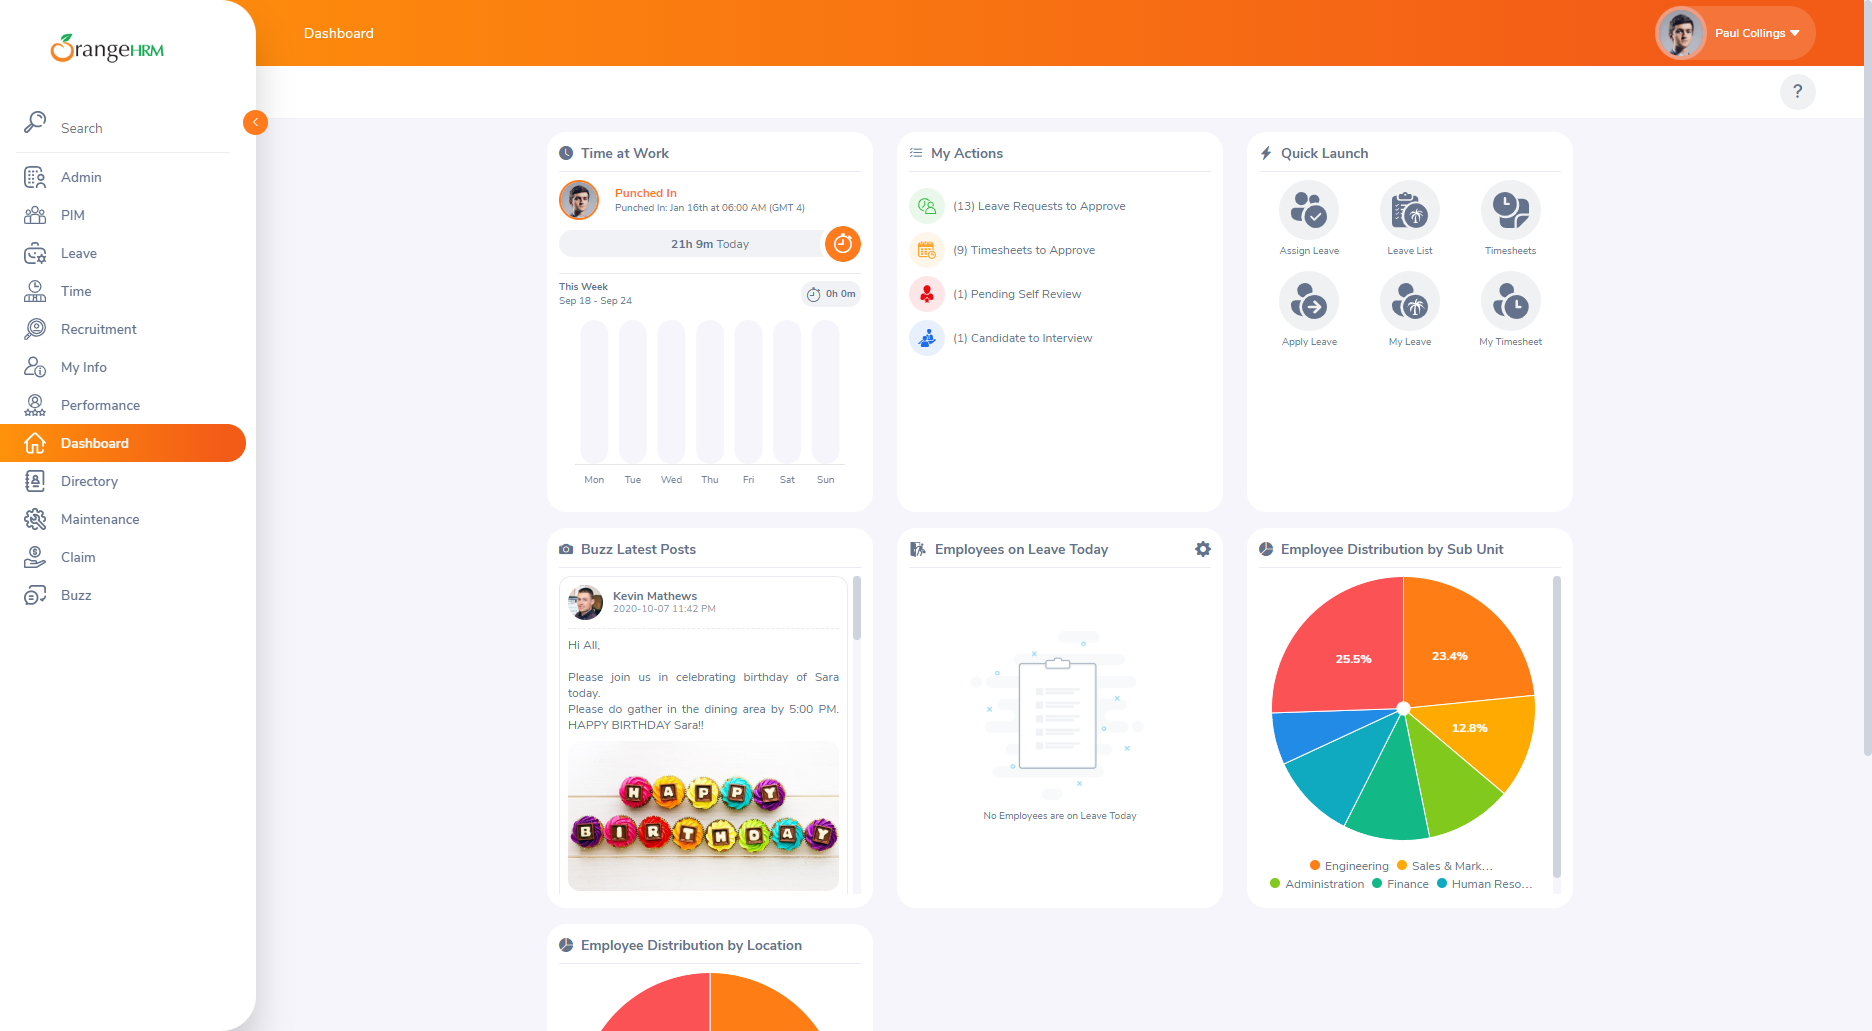 OrangeHRM
Search
Admin
PIM
Leave
Time
Recruitment
My Info
Performance
Dashboard
Directory
Maintenance
Claim
Buzz
Dashboard
Paul Collings
?
Time at Work
Punched In
Punched In: Jan 16th at 06:00 AM (GMT 4)
21h 9m Today
This Week
Sep 18 - Sep 24
0h 0m
Mon Tue Wed Thu Fri Sat Sun
My Actions
(13) Leave Requests to Approve
(9) Timesheets to Approve
(1) Pending Self Review
(1) Candidate to Interview
Quick Launch
Assign Leave Leave List Timesheets
Apply Leave My Leave My Timesheet
Buzz Latest Posts
Kevin Mathews
2020-10-07 11:42 PM
Hi All,
Please join us in celebrating birthday of Sara
today.
Please do gather in the dining area by 5:00 PM.
HAPPY BIRTHDAY Sara!!
HAPPY
BIRTHDAY
Employees on Leave Today
No Employees are on Leave Today
Employee Distribution by Sub Unit
25.5% 23.4%
12.8%
Engineering Sales & Mark...
Administration Finance Human Reso...
Employee Distribution by Location